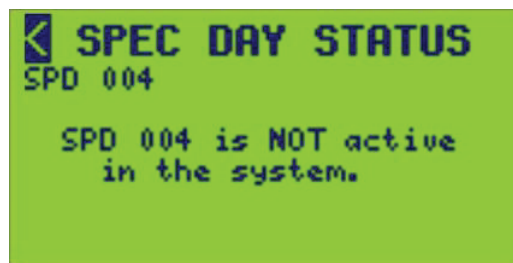 < SPEC DAY STATUS
SPD 004
SPD 004 is NOT active
in the system.